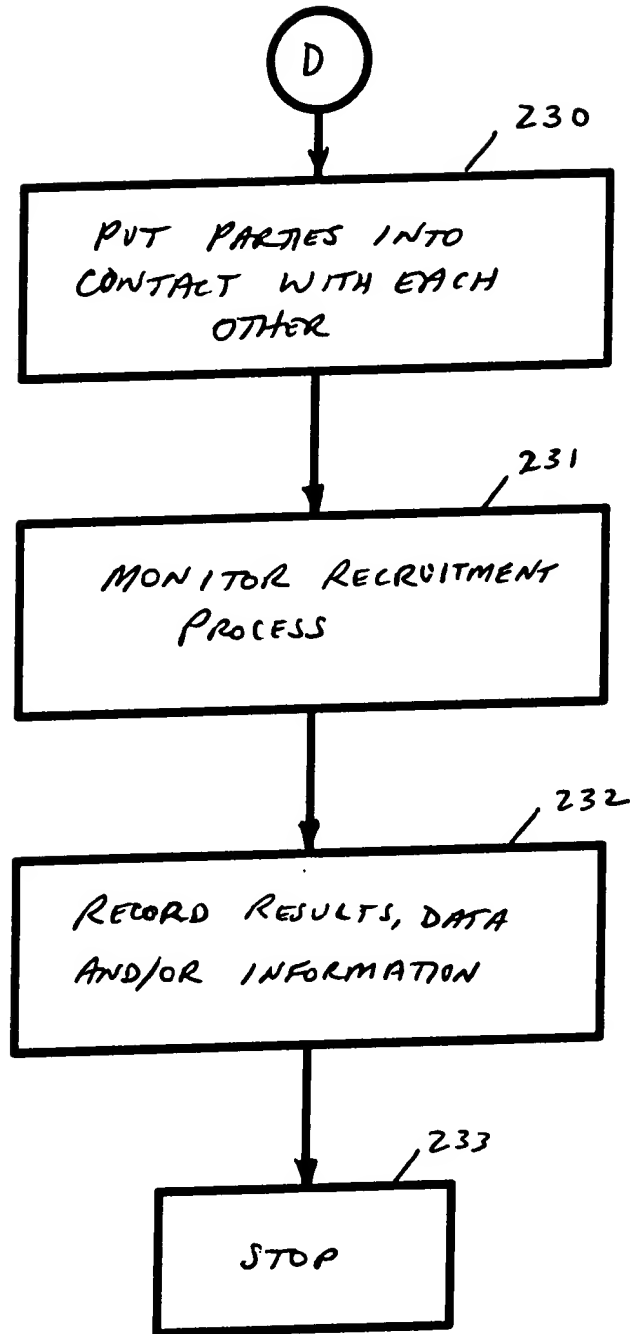 D
230
PUT PARTIES INTO
CONTACT WITH EACH
OTHER
231
MONITOR RECRUITMENT
PROCESS
232
RECORD RESULTS, DATA
AND/OR INFORMATION
233
STOP